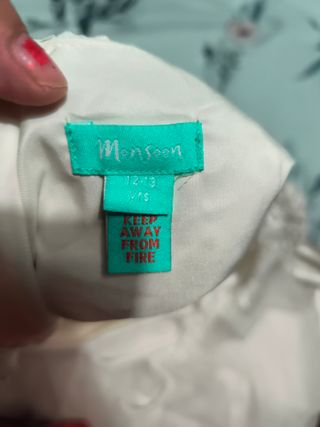 Monsoon
12-13
yrs
KEEP
AWAY
FROM
FIRE